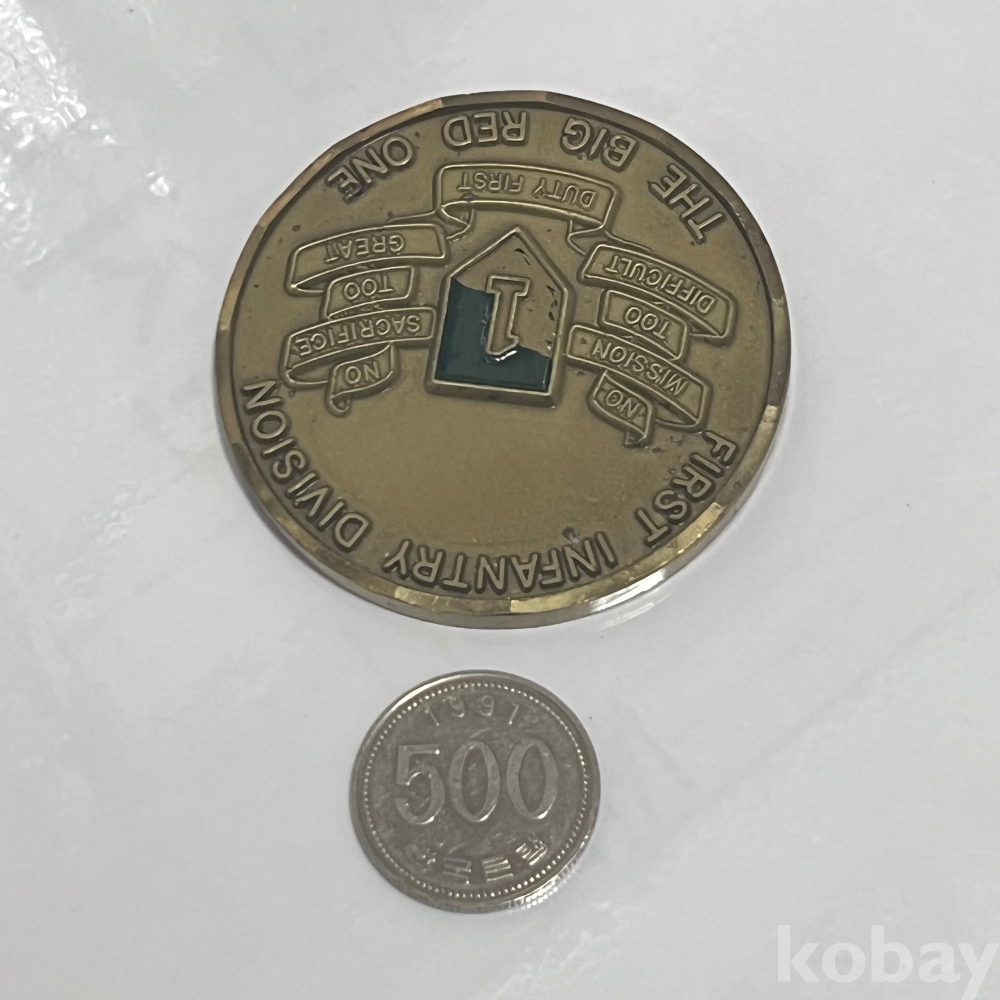 THE BIG RED ONE
DUTY FIRST
NO
MISSION
TOO
DIFFICULT
NO
SACRIFICE
TOO
GREAT
1
FIRST INFANTRY DIVISION
1991
500
한국은행
kobay